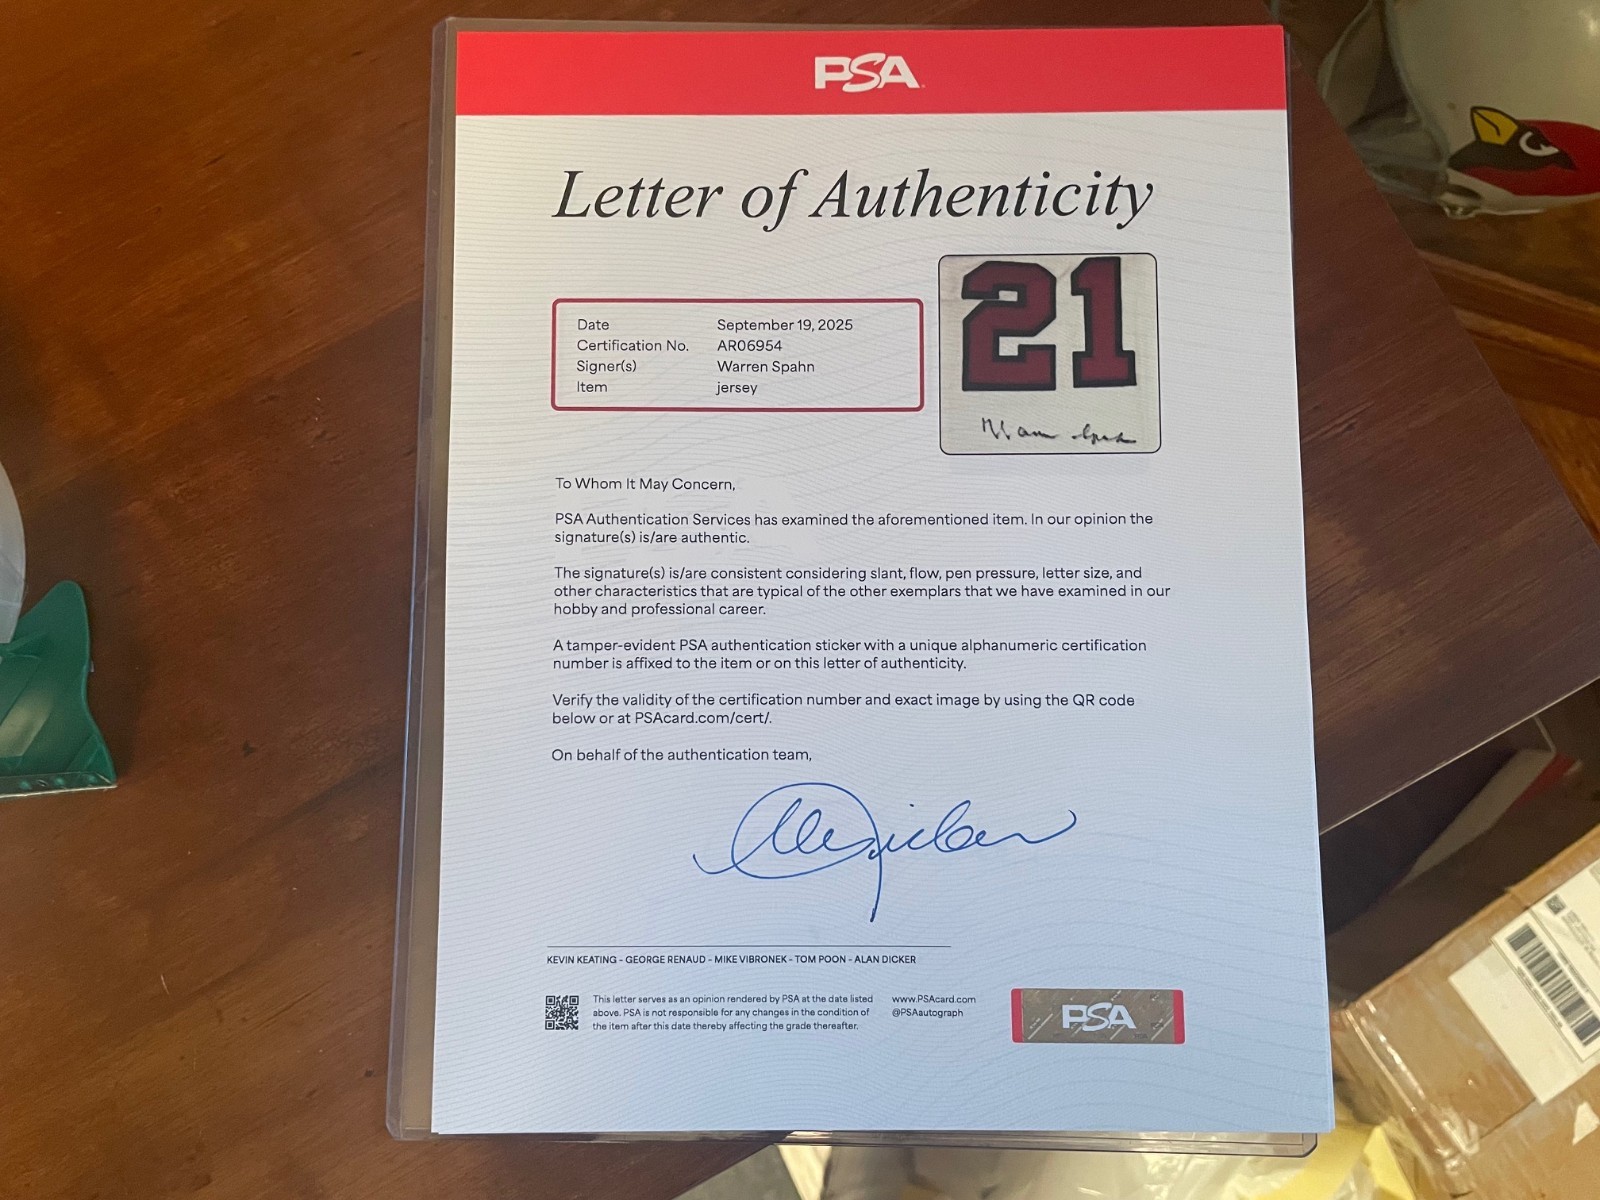 PSA
Letter of Authenticity
21
Warren Spahn
Date September 19, 2025
Certification No. AR06954
Signer(s) Warren Spahn
Item jersey
To Whom It May Concern,
PSA Authentication Services has examined the aforementioned item. In our opinion the
signature(s) is/are authentic.
The signature(s) is/are consistent considering slant, flow, pen pressure, letter size, and
other characteristics that are typical of the other exemplars that we have examined in our
hobby and professional career.
A tamper-evident PSA authentication sticker with a unique alphanumeric certification
number is affixed to the item or on this letter of authenticity.
Verify the validity of the certification number and exact image by using the QR code
below or at PSAcard.com/cert/.
On behalf of the authentication team,
KEVIN KEATING - GEORGE RENAUD - MIKE VIBRONEK - TOM POON - ALAN DICKER
This letter serves as an opinion rendered by PSA at the date listed
above. PSA is not responsible for any changes in the condition of
the item after this date thereby affecting the grade thereafter.
www.PSAcard.com
@PSAautograph
PSA